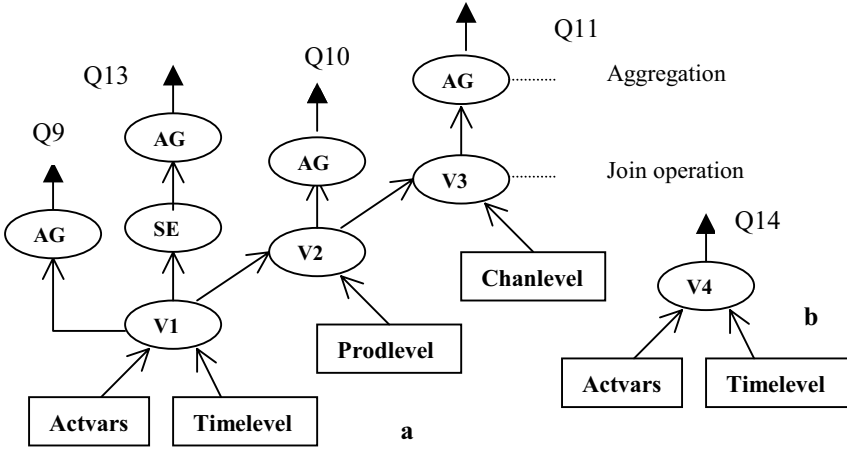 Q11
Q13
Q10
AG
Aggregation
Q9
AG
AG
V3
Join operation
AG
SE
Q14
V2
Chanlevel
V4
V1
b
Prodlevel
Actvars
Timelevel
Actvars
Timelevel
a